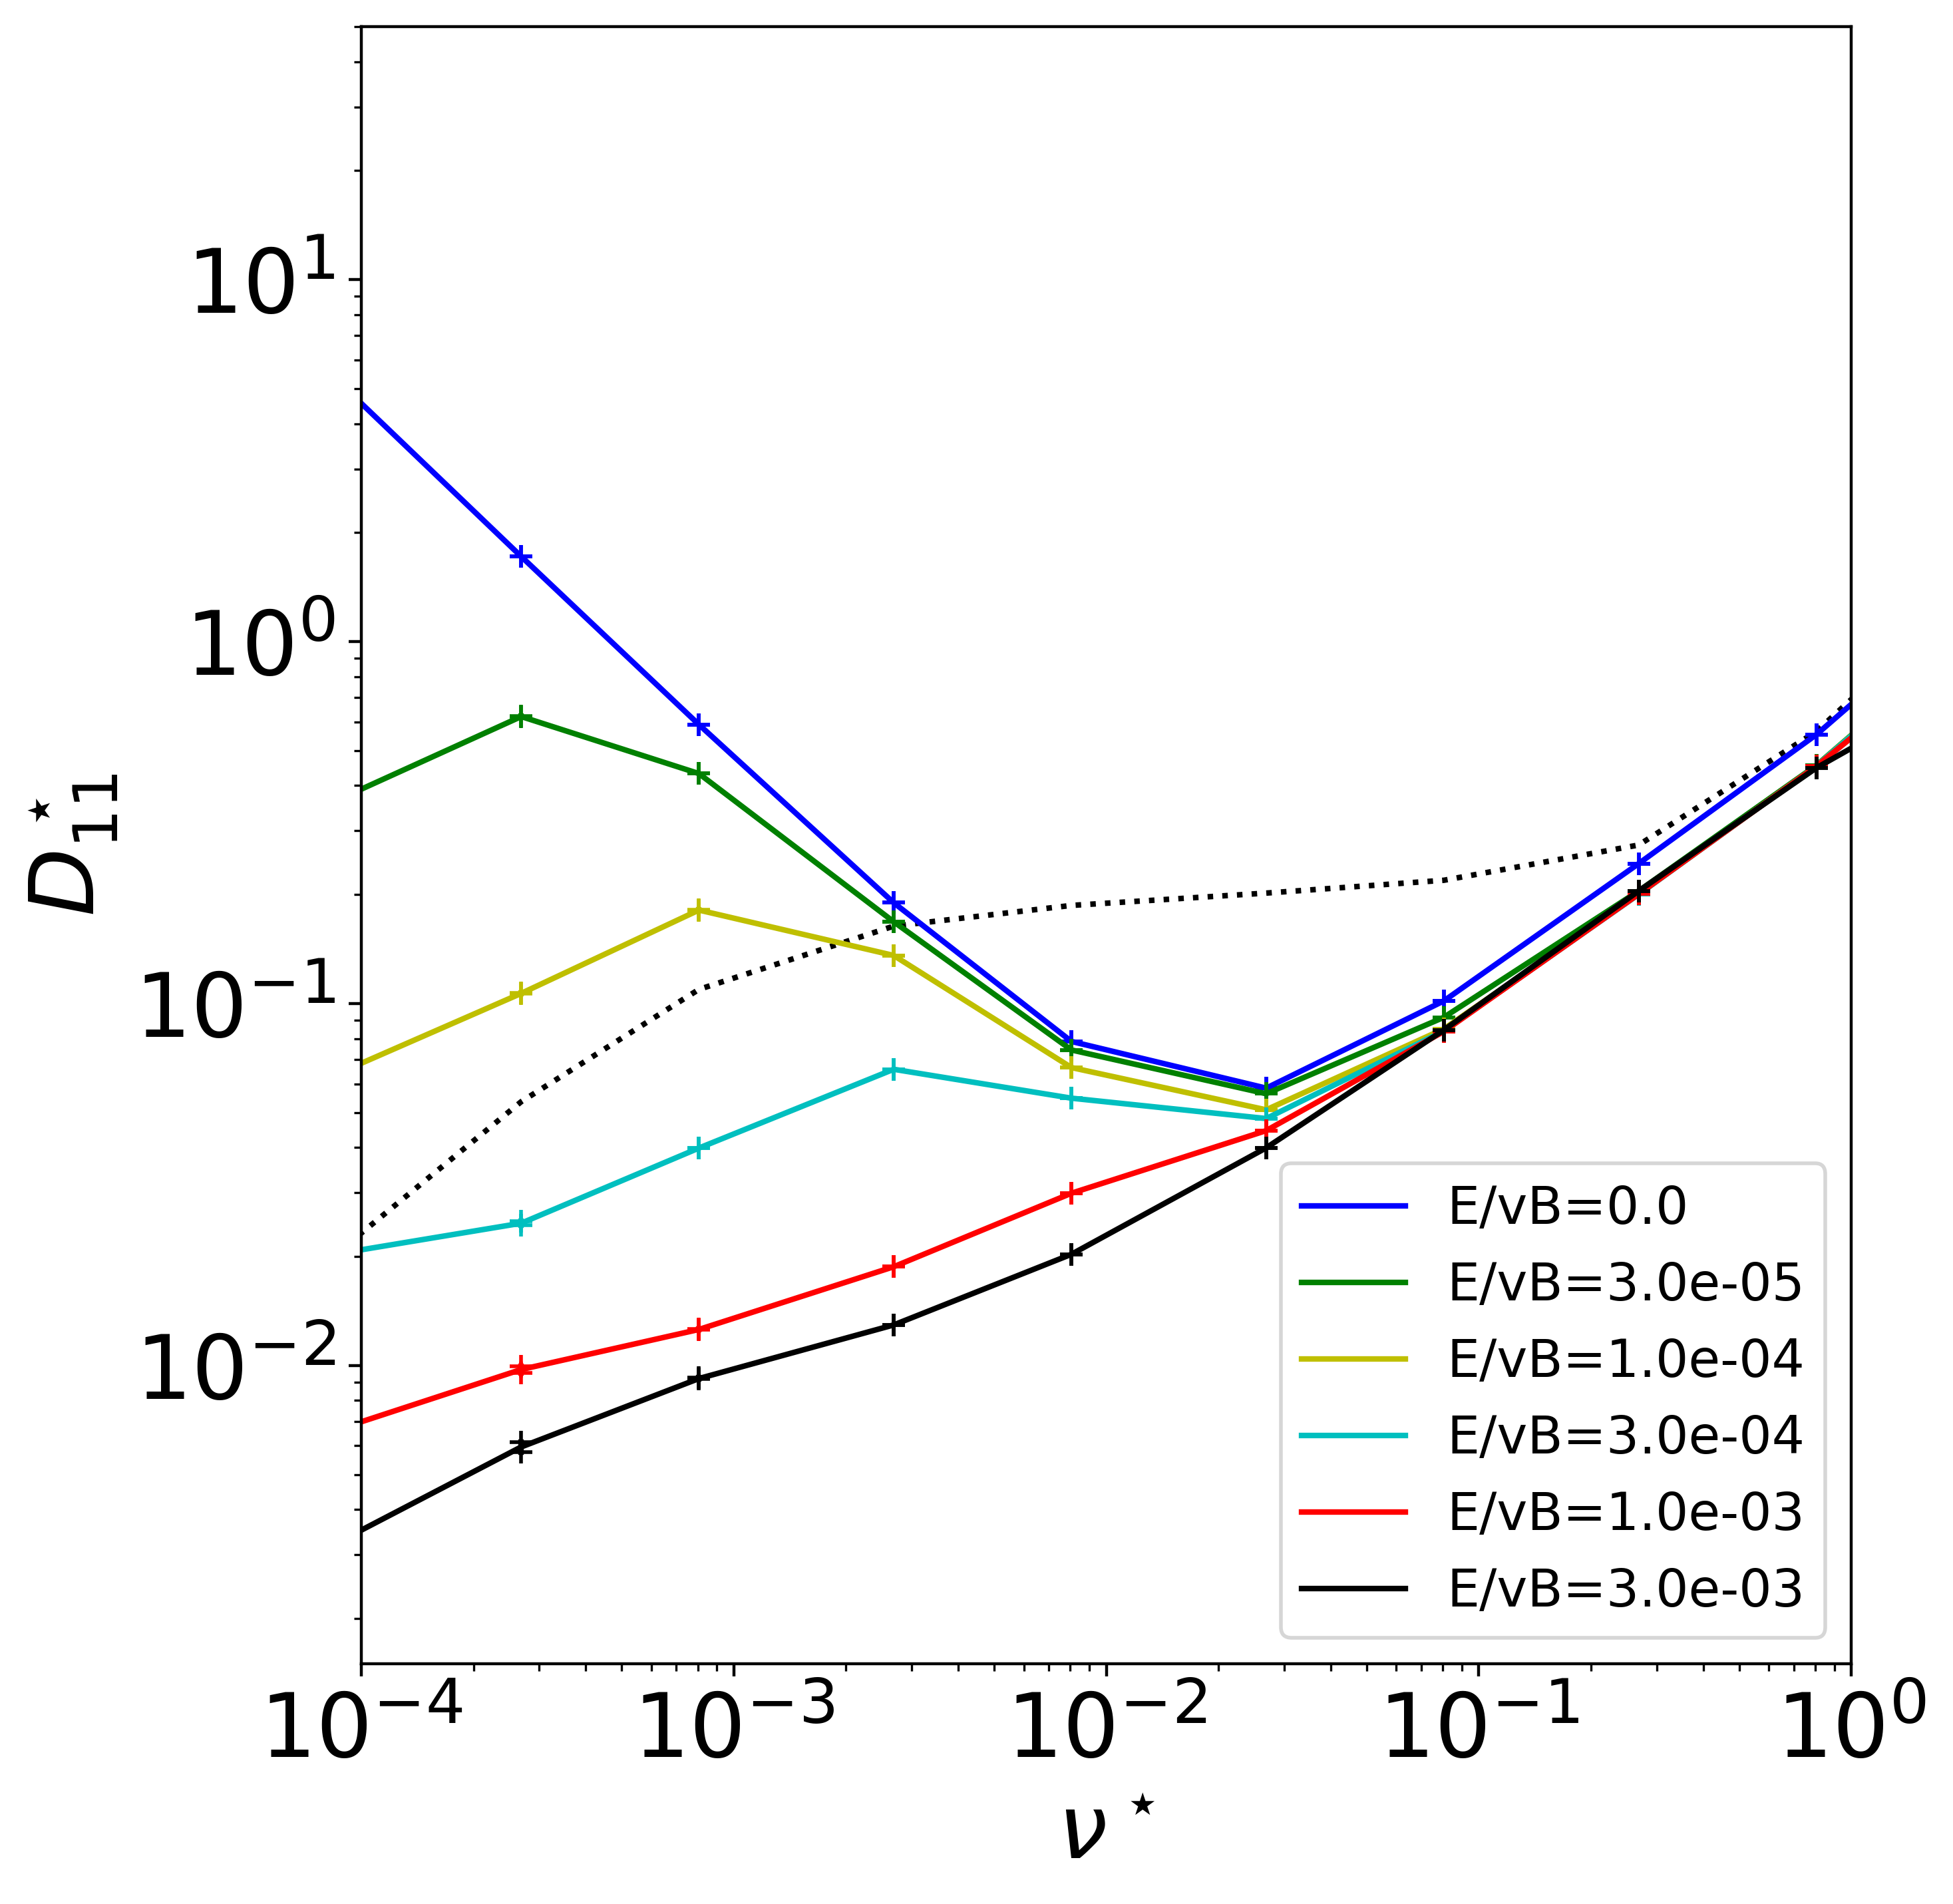 10¹
10⁰
10⁻¹
10⁻²
D₁₁⋆
E/vB=0.0
E/vB=3.0e-05
E/vB=1.0e-04
E/vB=3.0e-04
E/vB=1.0e-03
E/vB=3.0e-03
10⁻⁴ 10⁻³ 10⁻² 10⁻¹ 10⁰
ν⋆